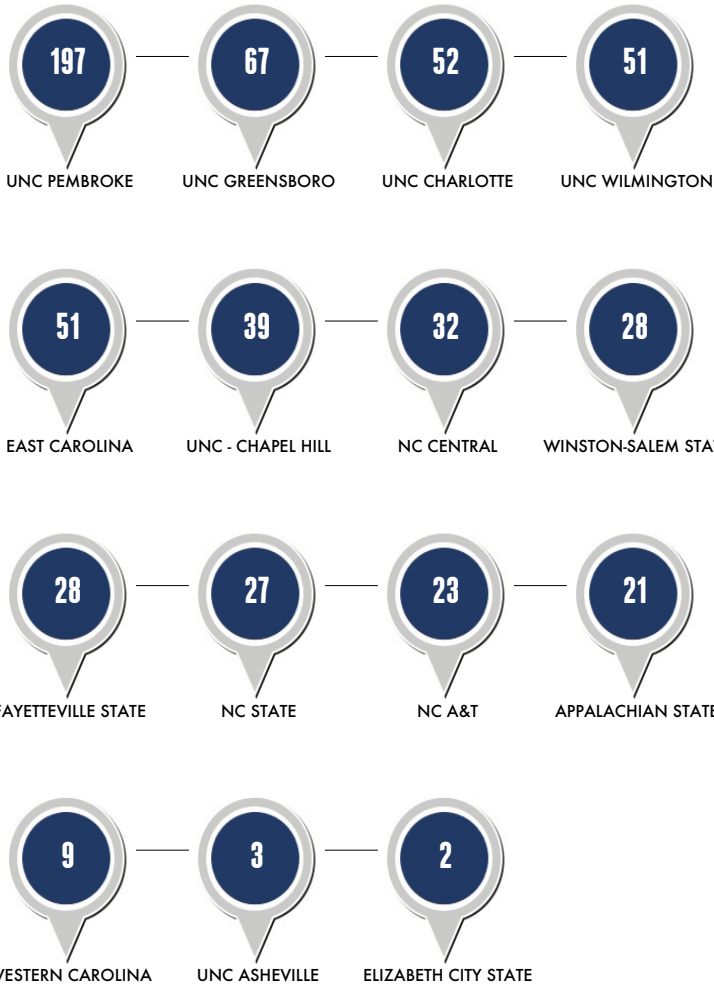 197 67 52 51
UNC PEMBROKE UNC GREENSBORO UNC CHARLOTTE UNC WILMINGTON
51 39 32 28
EAST CAROLINA UNC - CHAPEL HILL NC CENTRAL WINSTON-SALEM STA
28 27 23 21
FAYETTEVILLE STATE NC STATE NC A&T APPALACHIAN STATE
9 3 2
WESTERN CAROLINA UNC ASHEVILLE ELIZABETH CITY STATE